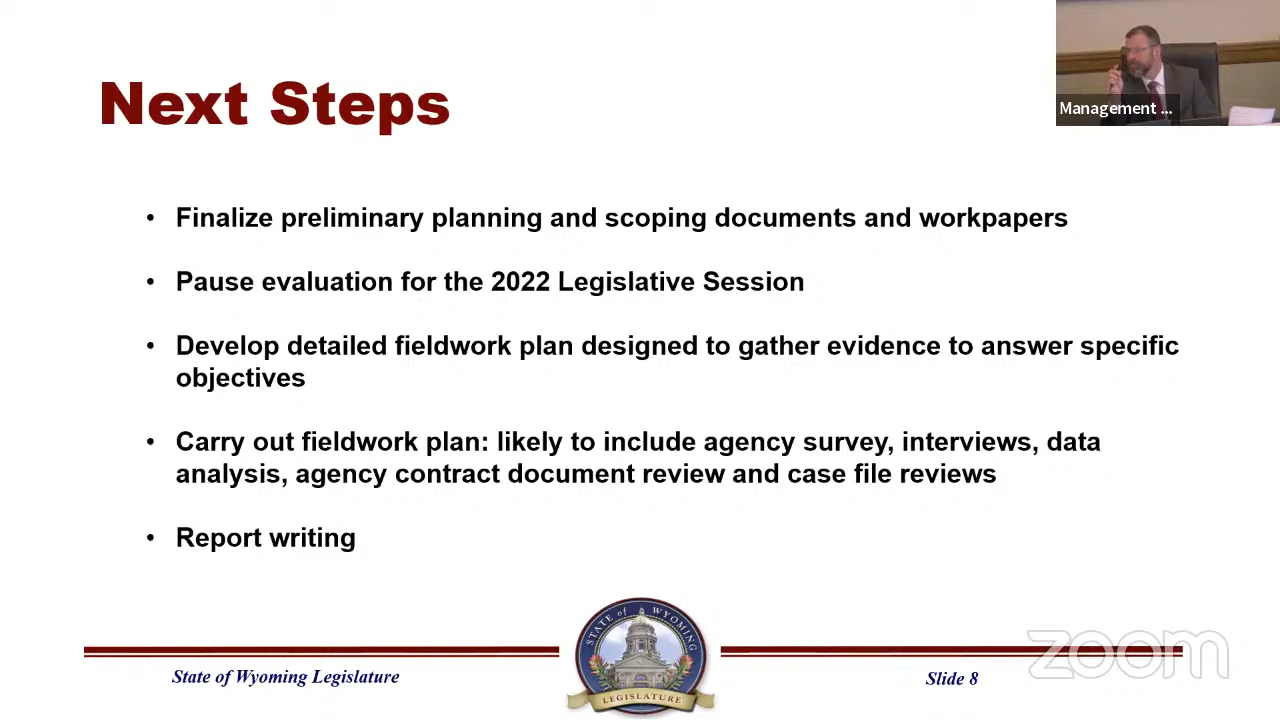 Management ...
Next Steps
• Finalize preliminary planning and scoping documents and workpapers
• Pause evaluation for the 2022 Legislative Session
• Develop detailed fieldwork plan designed to gather evidence to answer specific
objectives
• Carry out fieldwork plan: likely to include agency survey, interviews, data
analysis, agency contract document review and case file reviews
• Report writing
STATE of WYOMING
LEGISLATURE
State of Wyoming Legislature
Slide 8
zoom